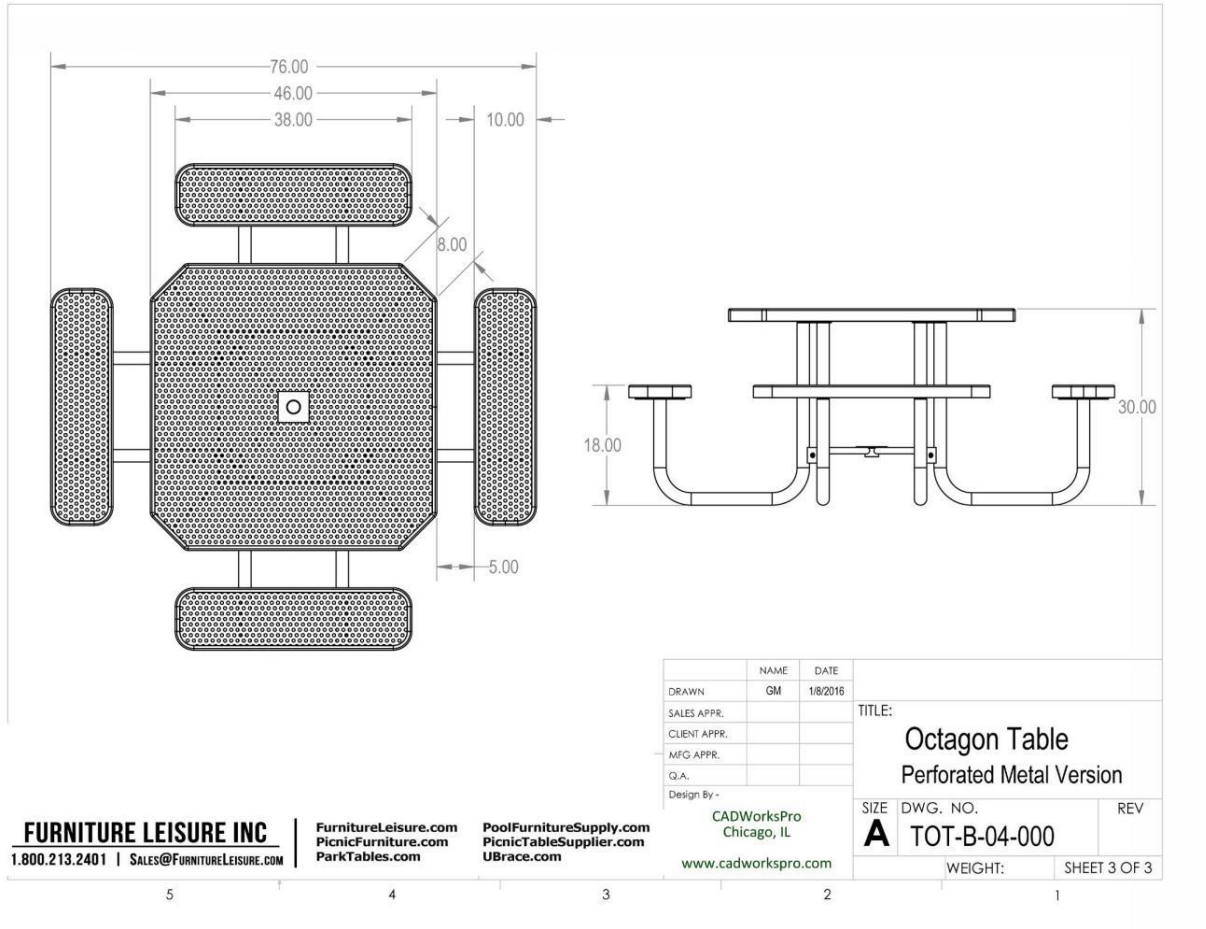 76.00
46.00
38.00
10.00
8.00
5.00
18.00
30.00
NAME DATE
DRAWN GM 1/8/2016
SALES APPR.
CLIENT APPR.
MFG APPR.
Q.A.
Design By -
CADWorksPro
Chicago, IL
www.cadworkspro.com
TITLE:
Octagon Table
Perforated Metal Version
SIZE DWG. NO. REV
A TOT-B-04-000
WEIGHT: SHEET 3 OF 3
FURNITURE LEISURE INC
1.800.213.2401 | SALES@FURNITURELEISURE.COM
FurnitureLeisure.com
PicnicFurniture.com
ParkTables.com
PoolFurnitureSupply.com
PicnicTableSupplier.com
UBrace.com
5 4 3 2 1